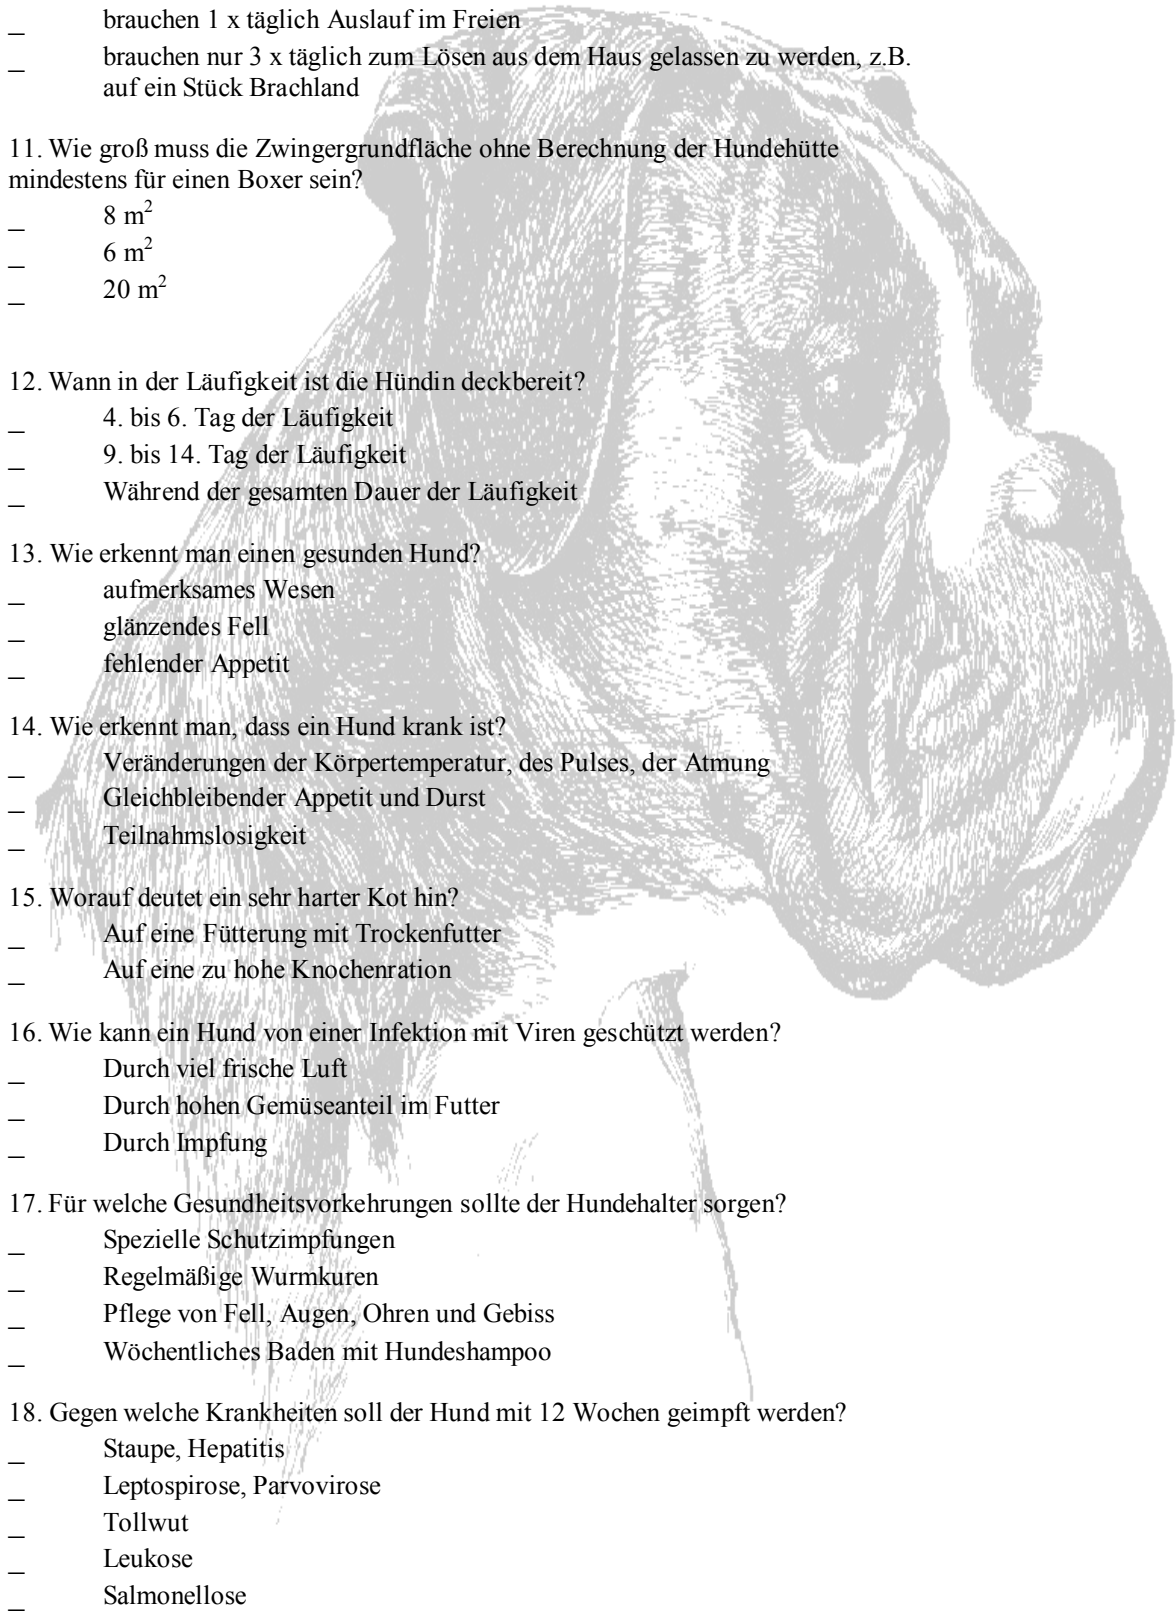 _ brauchen 1 x täglich Auslauf im Freien
_ brauchen nur 3 x täglich zum Lösen aus dem Haus gelassen zu werden, z.B.
auf ein Stück Brachland
11. Wie groß muss die Zwingergrundfläche ohne Berechnung der Hundehütte
mindestens für einen Boxer sein?
_ 8 m²
_ 6 m²
_ 20 m²
12. Wann in der Läufigkeit ist die Hündin deckbereit?
_ 4. bis 6. Tag der Läufigkeit
_ 9. bis 14. Tag der Läufigkeit
_ Während der gesamten Dauer der Läufigkeit
13. Wie erkennt man einen gesunden Hund?
_ aufmerksames Wesen
_ glänzendes Fell
_ fehlender Appetit
14. Wie erkennt man, dass ein Hund krank ist?
_ Veränderungen der Körpertemperatur, des Pulses, der Atmung
_ Gleichbleibender Appetit und Durst
_ Teilnahmslosigkeit
15. Worauf deutet ein sehr harter Kot hin?
_ Auf eine Fütterung mit Trockenfutter
_ Auf eine zu hohe Knochenration
16. Wie kann ein Hund von einer Infektion mit Viren geschützt werden?
_ Durch viel frische Luft
_ Durch hohen Gemüseanteil im Futter
_ Durch Impfung
17. Für welche Gesundheitsvorkehrungen sollte der Hundehalter sorgen?
_ Spezielle Schutzimpfungen
_ Regelmäßige Wurmkuren
_ Pflege von Fell, Augen, Ohren und Gebiss
_ Wöchentliches Baden mit Hundeshampoo
18. Gegen welche Krankheiten soll der Hund mit 12 Wochen geimpft werden?
_ Staupe, Hepatitis
_ Leptospirose, Parvovirose
_ Tollwut
_ Leukose
_ Salmonellose